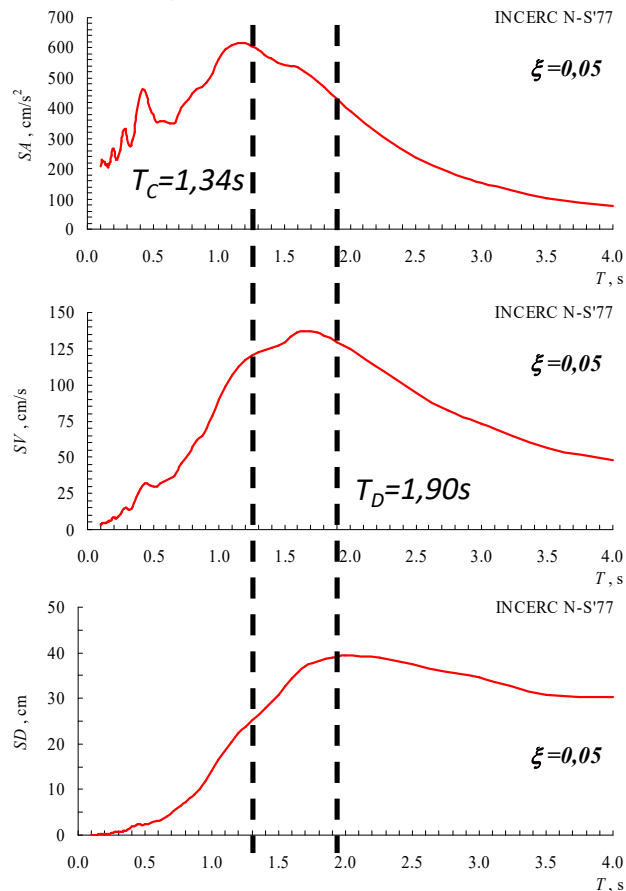 INCERC N-S'77
ξ=0,05
700
600
500
400
300
200
100
0
SA , cm/s²
T_C=1,34s
0.0 0.5 1.0 1.5 2.0 2.5 3.0 3.5 4.0
T , s
INCERC N-S'77
ξ=0,05
150
125
100
75
50
25
0
SV , cm/s
T_D=1,90s
0.0 0.5 1.0 1.5 2.0 2.5 3.0 3.5 4.0
T , s
INCERC N-S'77
50
40
30
20
10
0
SD , cm
ξ=0,05
0.0 0.5 1.0 1.5 2.0 2.5 3.0 3.5 4.0
T , s